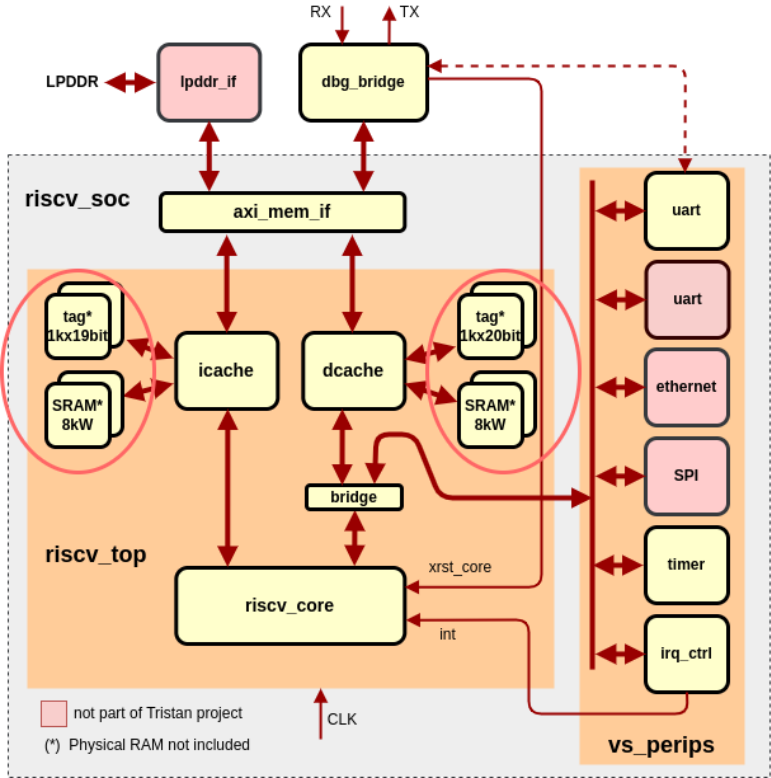 RX
TX
LPDDR
lpddr_if
dbg_bridge
riscv_soc
axi_mem_if
uart
tag*
1kx19bit
tag*
1kx20bit
uart
icache
dcache
ethernet
SRAM*
8kW
SRAM*
8kW
SPI
bridge
riscv_top
xrst_core
timer
riscv_core
int
irq_ctrl
not part of Tristan project
CLK
(*) Physical RAM not included
vs_perips